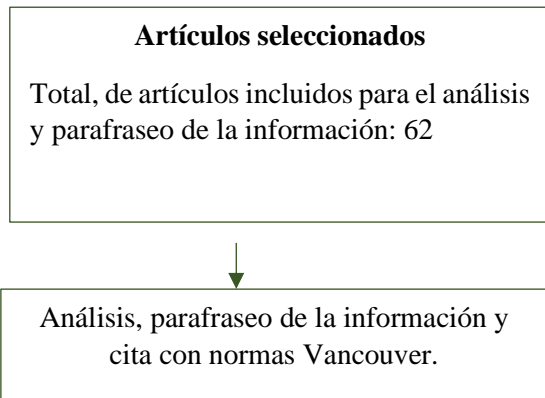 Artículos seleccionados
Total, de artículos incluidos para el análisis
y parafraseo de la información: 62
Análisis, parafraseo de la información y
cita con normas Vancouver.